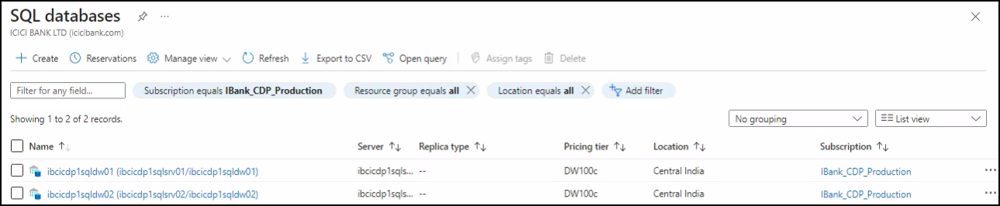 SQL databases
ICICI BANK LTD (icicibank.com)
Create Reservations Manage view Refresh Export to CSV Open query Assign tags Delete
Filter for any field... Subscription equals IBank_CDP_Production Resource group equals all Location equals all Add filter
Showing 1 to 2 of 2 records.
No grouping List view
Name Server Replica type Pricing tier Location Subscription
ibcicdp1sqldw01 (ibcicdp1sqlsrv01/ibcicdp1sqldw01) ibcicdp1sqls... -- DW100c Central India IBank_CDP_Production
ibcicdp1sqldw02 (ibcicdp1sqlsrv02/ibcicdp1sqldw02) ibcicdp1sqls... -- DW100c Central India IBank_CDP_Production